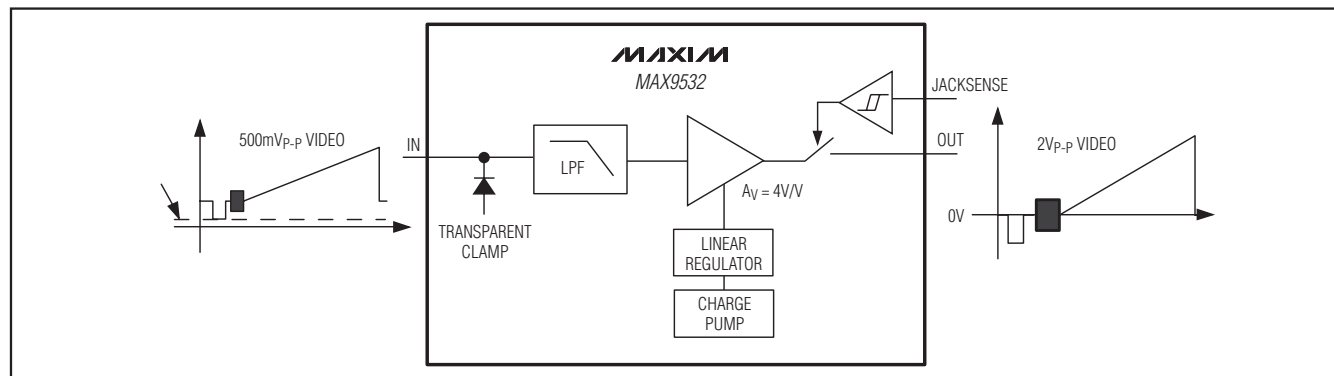 MAXIM
MAX9532
500mVP-P VIDEO
IN
LPF
TRANSPARENT
CLAMP
AV = 4V/V
LINEAR
REGULATOR
CHARGE
PUMP
JACKSENSE
OUT
2VP-P VIDEO
0V